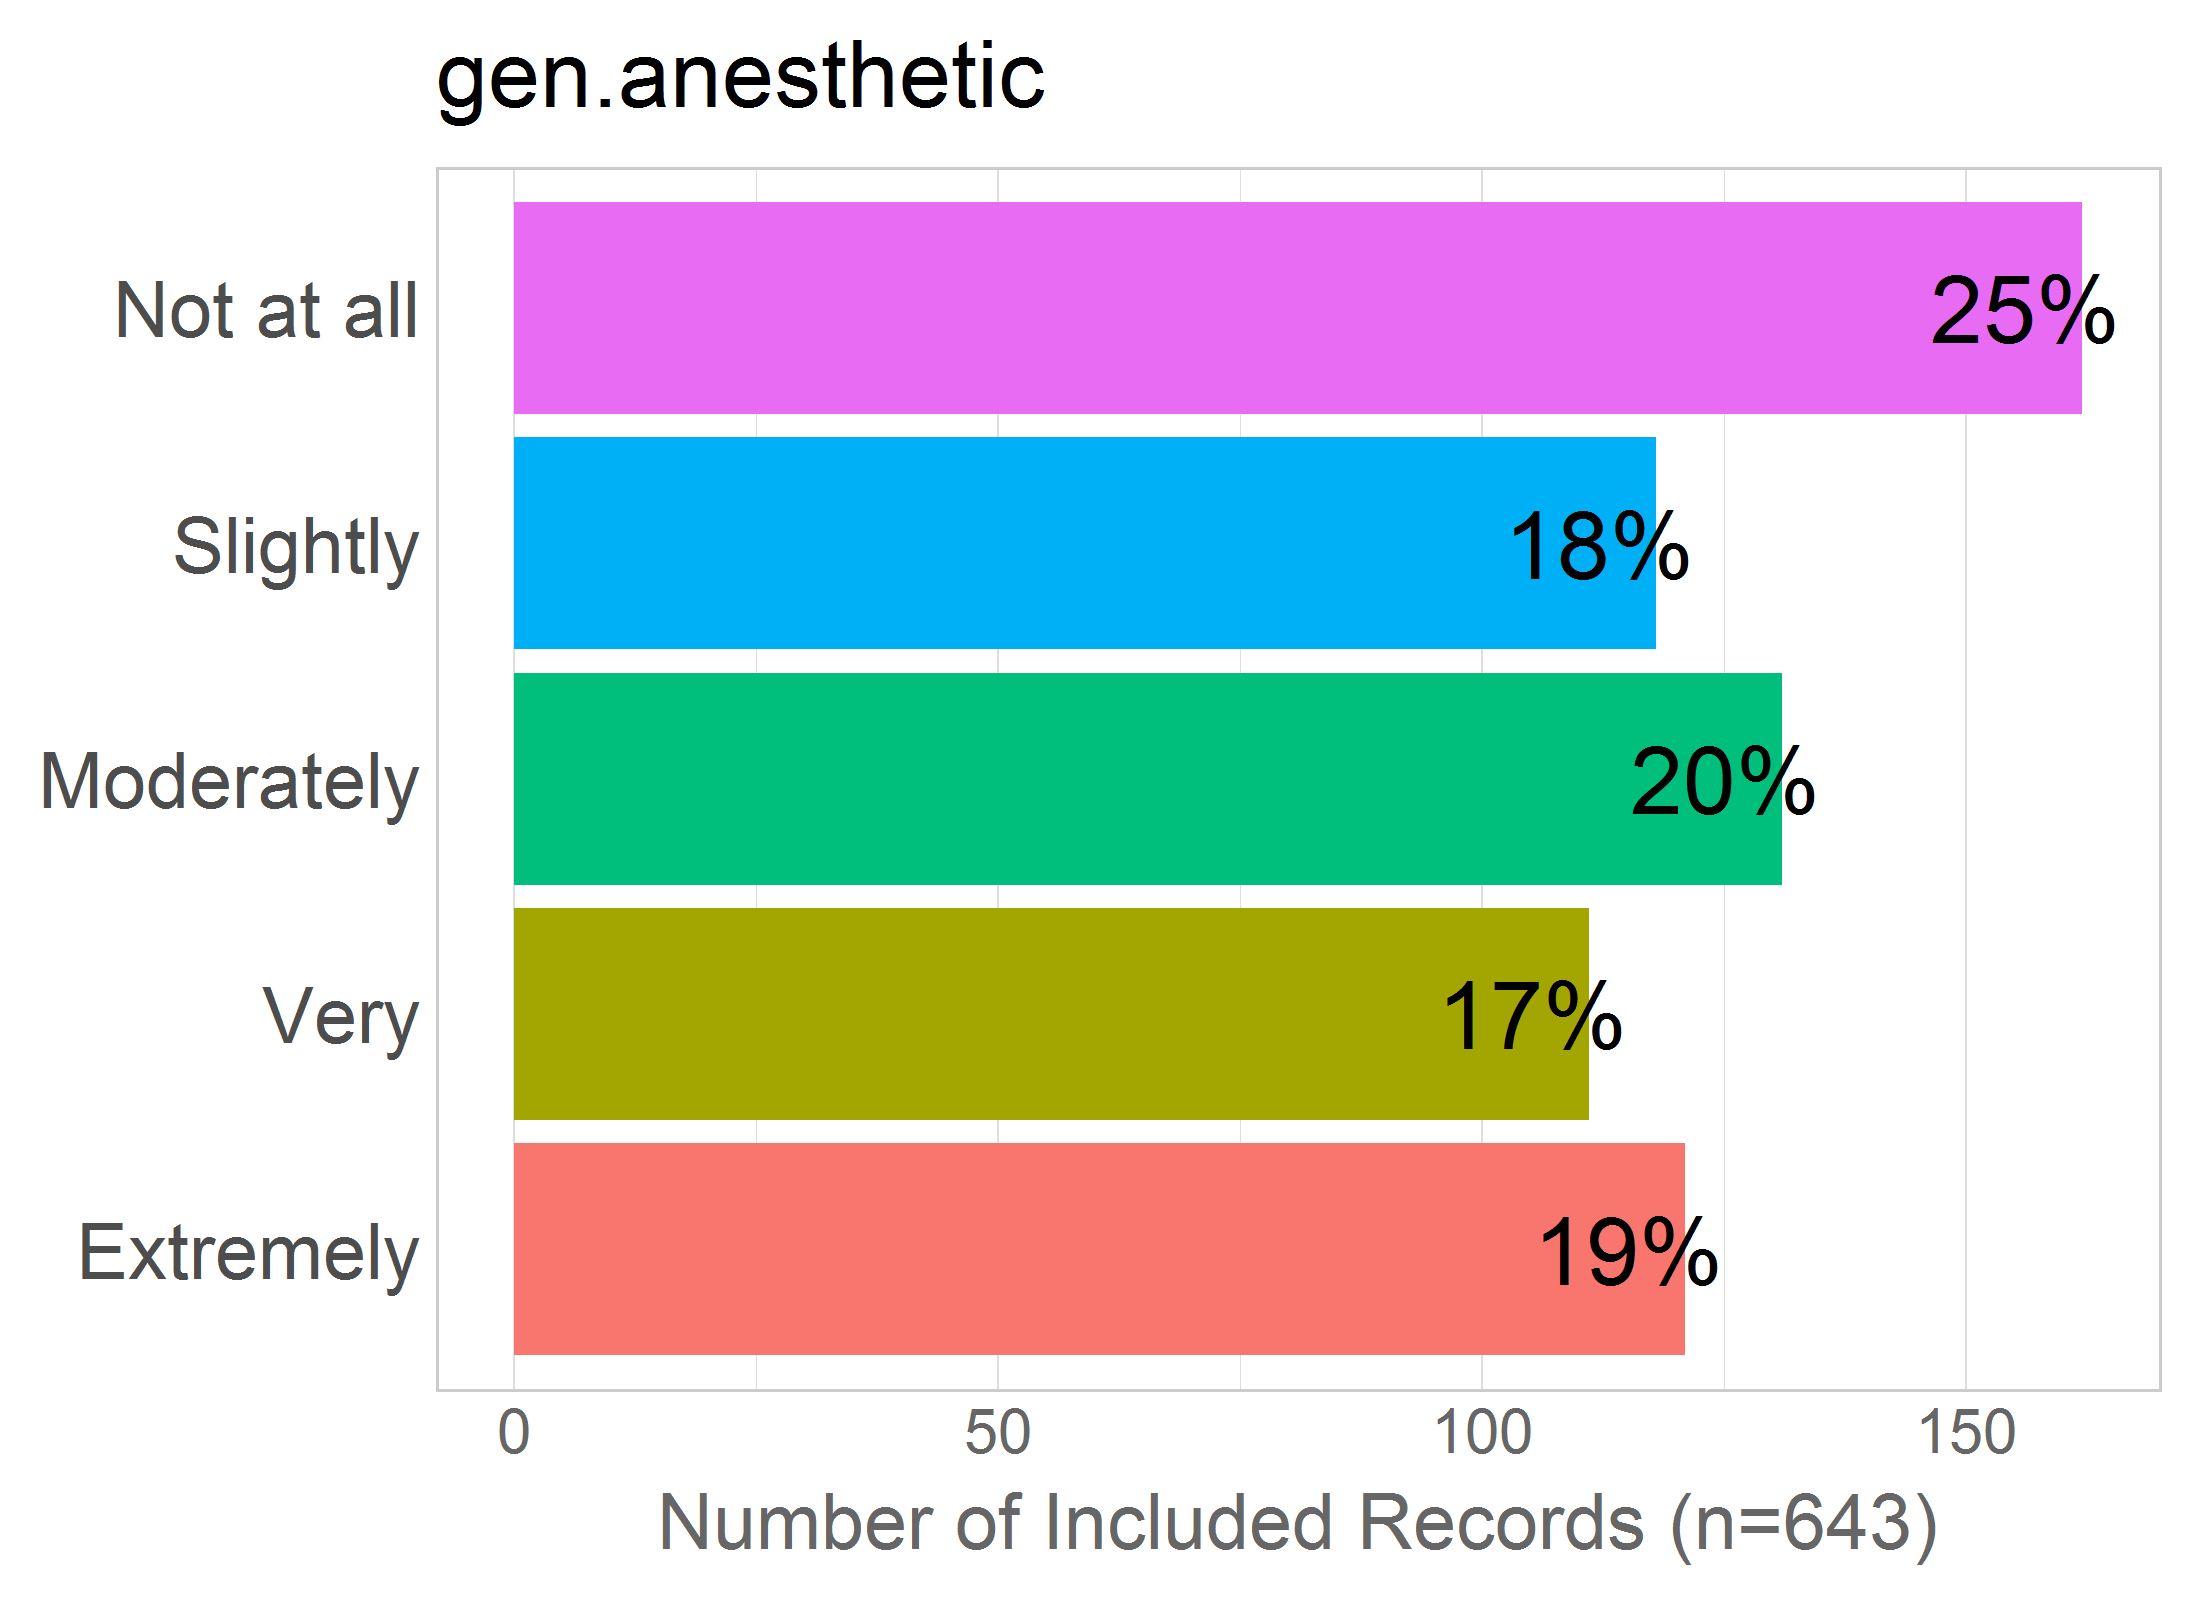 gen.anesthetic
Not at all
25%
Slightly
18%
Moderately
20%
Very
17%
Extremely
19%
0 50 100 150
Number of Included Records (n=643)